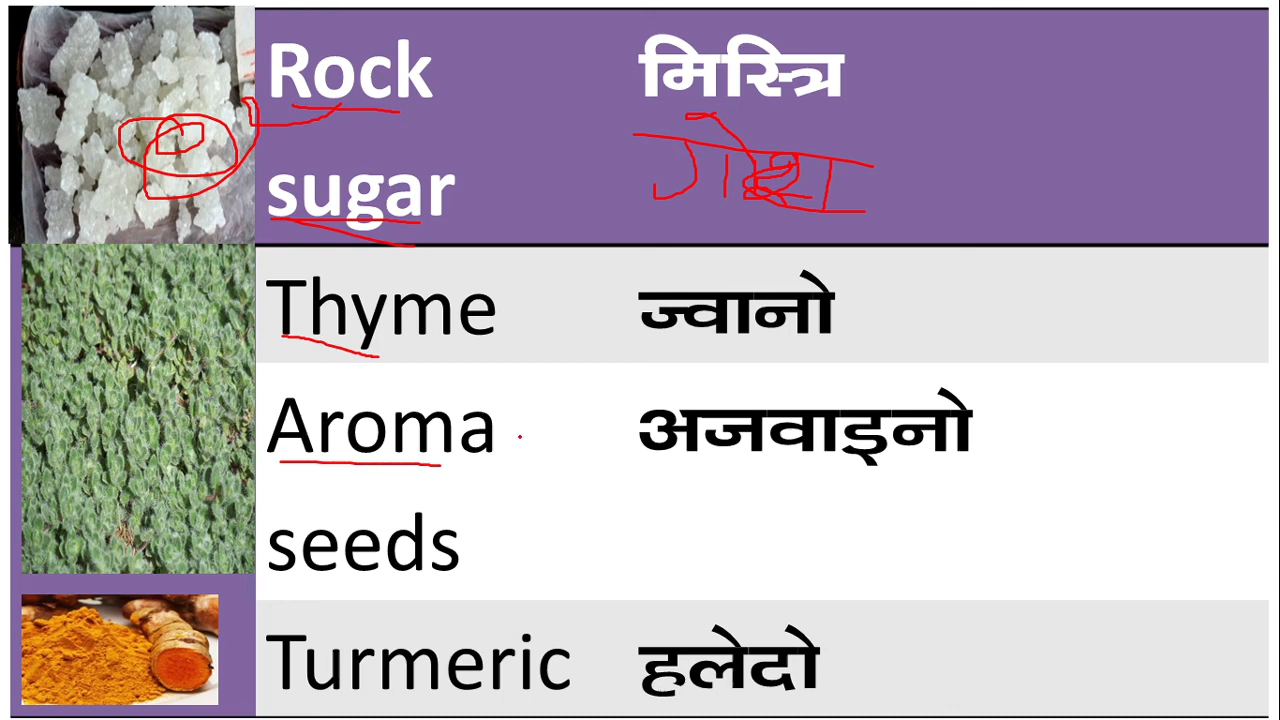 Rock मिस्त्रि
sugar
Thyme ज्वानो
Aroma अजवाइनो
seeds
Turmeric हलेदो